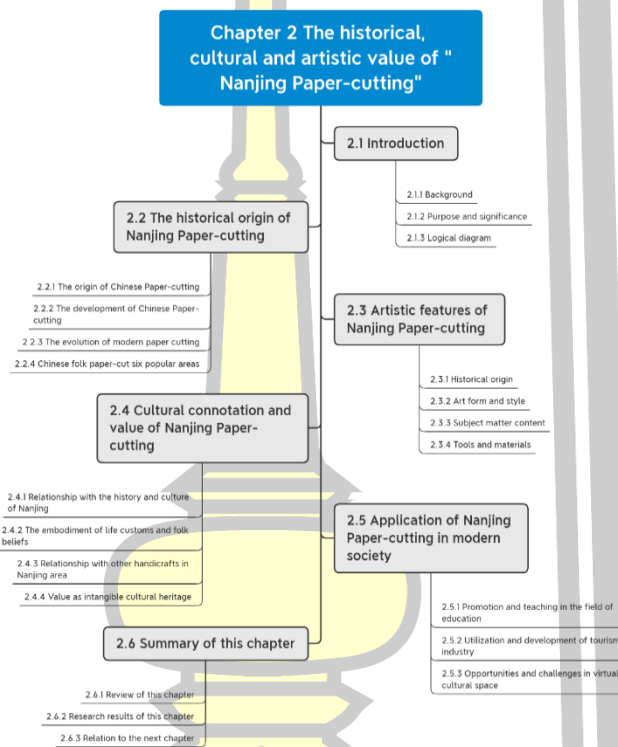 Chapter 2 The historical,
cultural and artistic value of "
Nanjing Paper-cutting"
2.1 Introduction
2.1.1 Background
2.1.2 Purpose and significance
2.1.3 Logical diagram
2.2 The historical origin of
Nanjing Paper-cutting
2.2.1 The origin of Chinese Paper-cutting
2.2.2 The development of Chinese Paper-
cutting
2.2.3 The evolution of modern paper cutting
2.2.4 Chinese folk paper-cut six popular areas
2.3 Artistic features of
Nanjing Paper-cutting
2.3.1 Historical origin
2.3.2 Art form and style
2.3.3 Subject matter content
2.3.4 Tools and materials
2.4 Cultural connotation and
value of Nanjing Paper-
cutting
2.4.1 Relationship with the history and culture
of Nanjing
2.4.2 The embodiment of life customs and folk
beliefs
2.4.3 Relationship with other handicrafts in
Nanjing area
2.4.4 Value as intangible cultural heritage
2.5 Application of Nanjing
Paper-cutting in modern
society
2.5.1 Promotion and teaching in the field of
education
2.5.2 Utilization and development of tourism
industry
2.5.3 Opportunities and challenges in virtual
cultural space
2.6 Summary of this chapter
2.6.1 Review of this chapter
2.6.2 Research results of this chapter
2.6.3 Relation to the next chapter